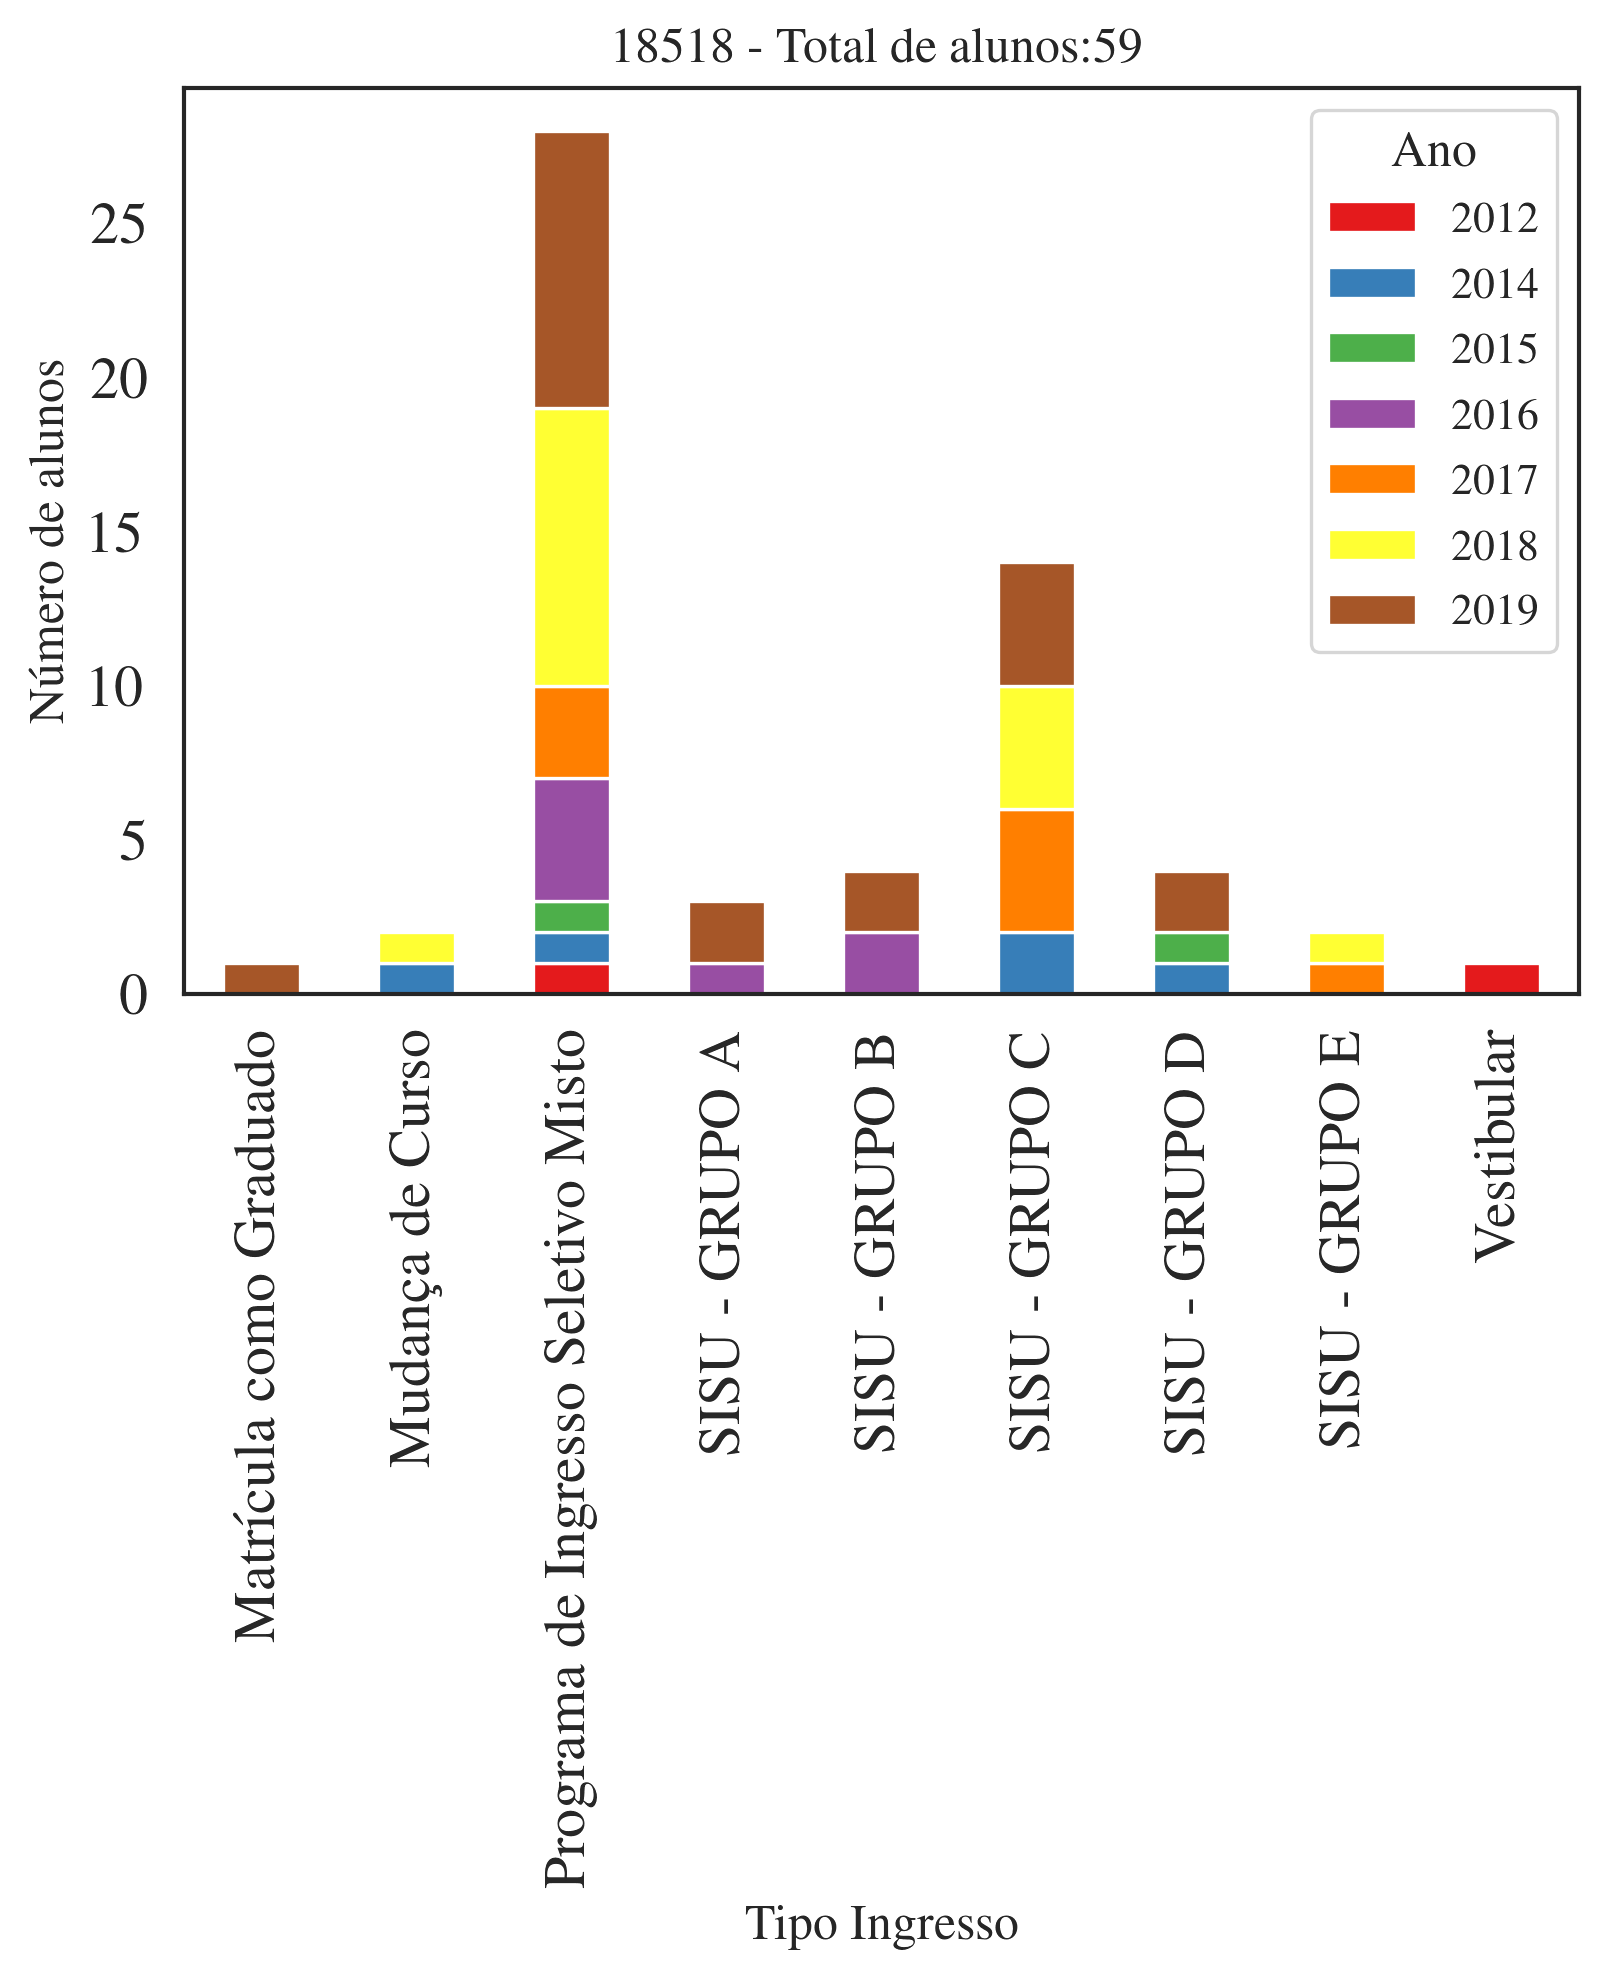 18518 - Total de alunos:59
Ano
2012
2014
2015
2016
2017
2018
2019
Número de alunos
25
20
15
10
5
0
Matrícula como Graduado
Mudança de Curso
Programa de Ingresso Seletivo Misto
SISU - GRUPO A
SISU - GRUPO B
SISU - GRUPO C
SISU - GRUPO D
SISU - GRUPO E
Vestibular
Tipo Ingresso